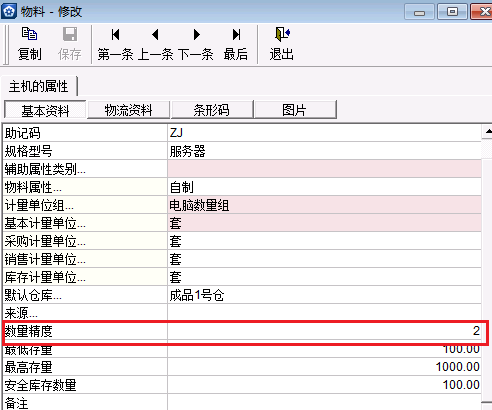 物料 - 修改
复制 保存 第一条 上一条 下一条 最后 退出
主机的属性
基本资料 物流资料 条形码 图片
助记码 ZJ
规格型号 服务器
辅助属性类别...
物料属性... 自制
计量单位组... 电脑数量组
基本计量单位... 套
采购计量单位... 套
销售计量单位... 套
库存计量单位... 套
默认仓库... 成品1号仓
来源...
数量精度 2
最低存量 100.00
最高存量 1000.00
安全库存数量 100.00
备注